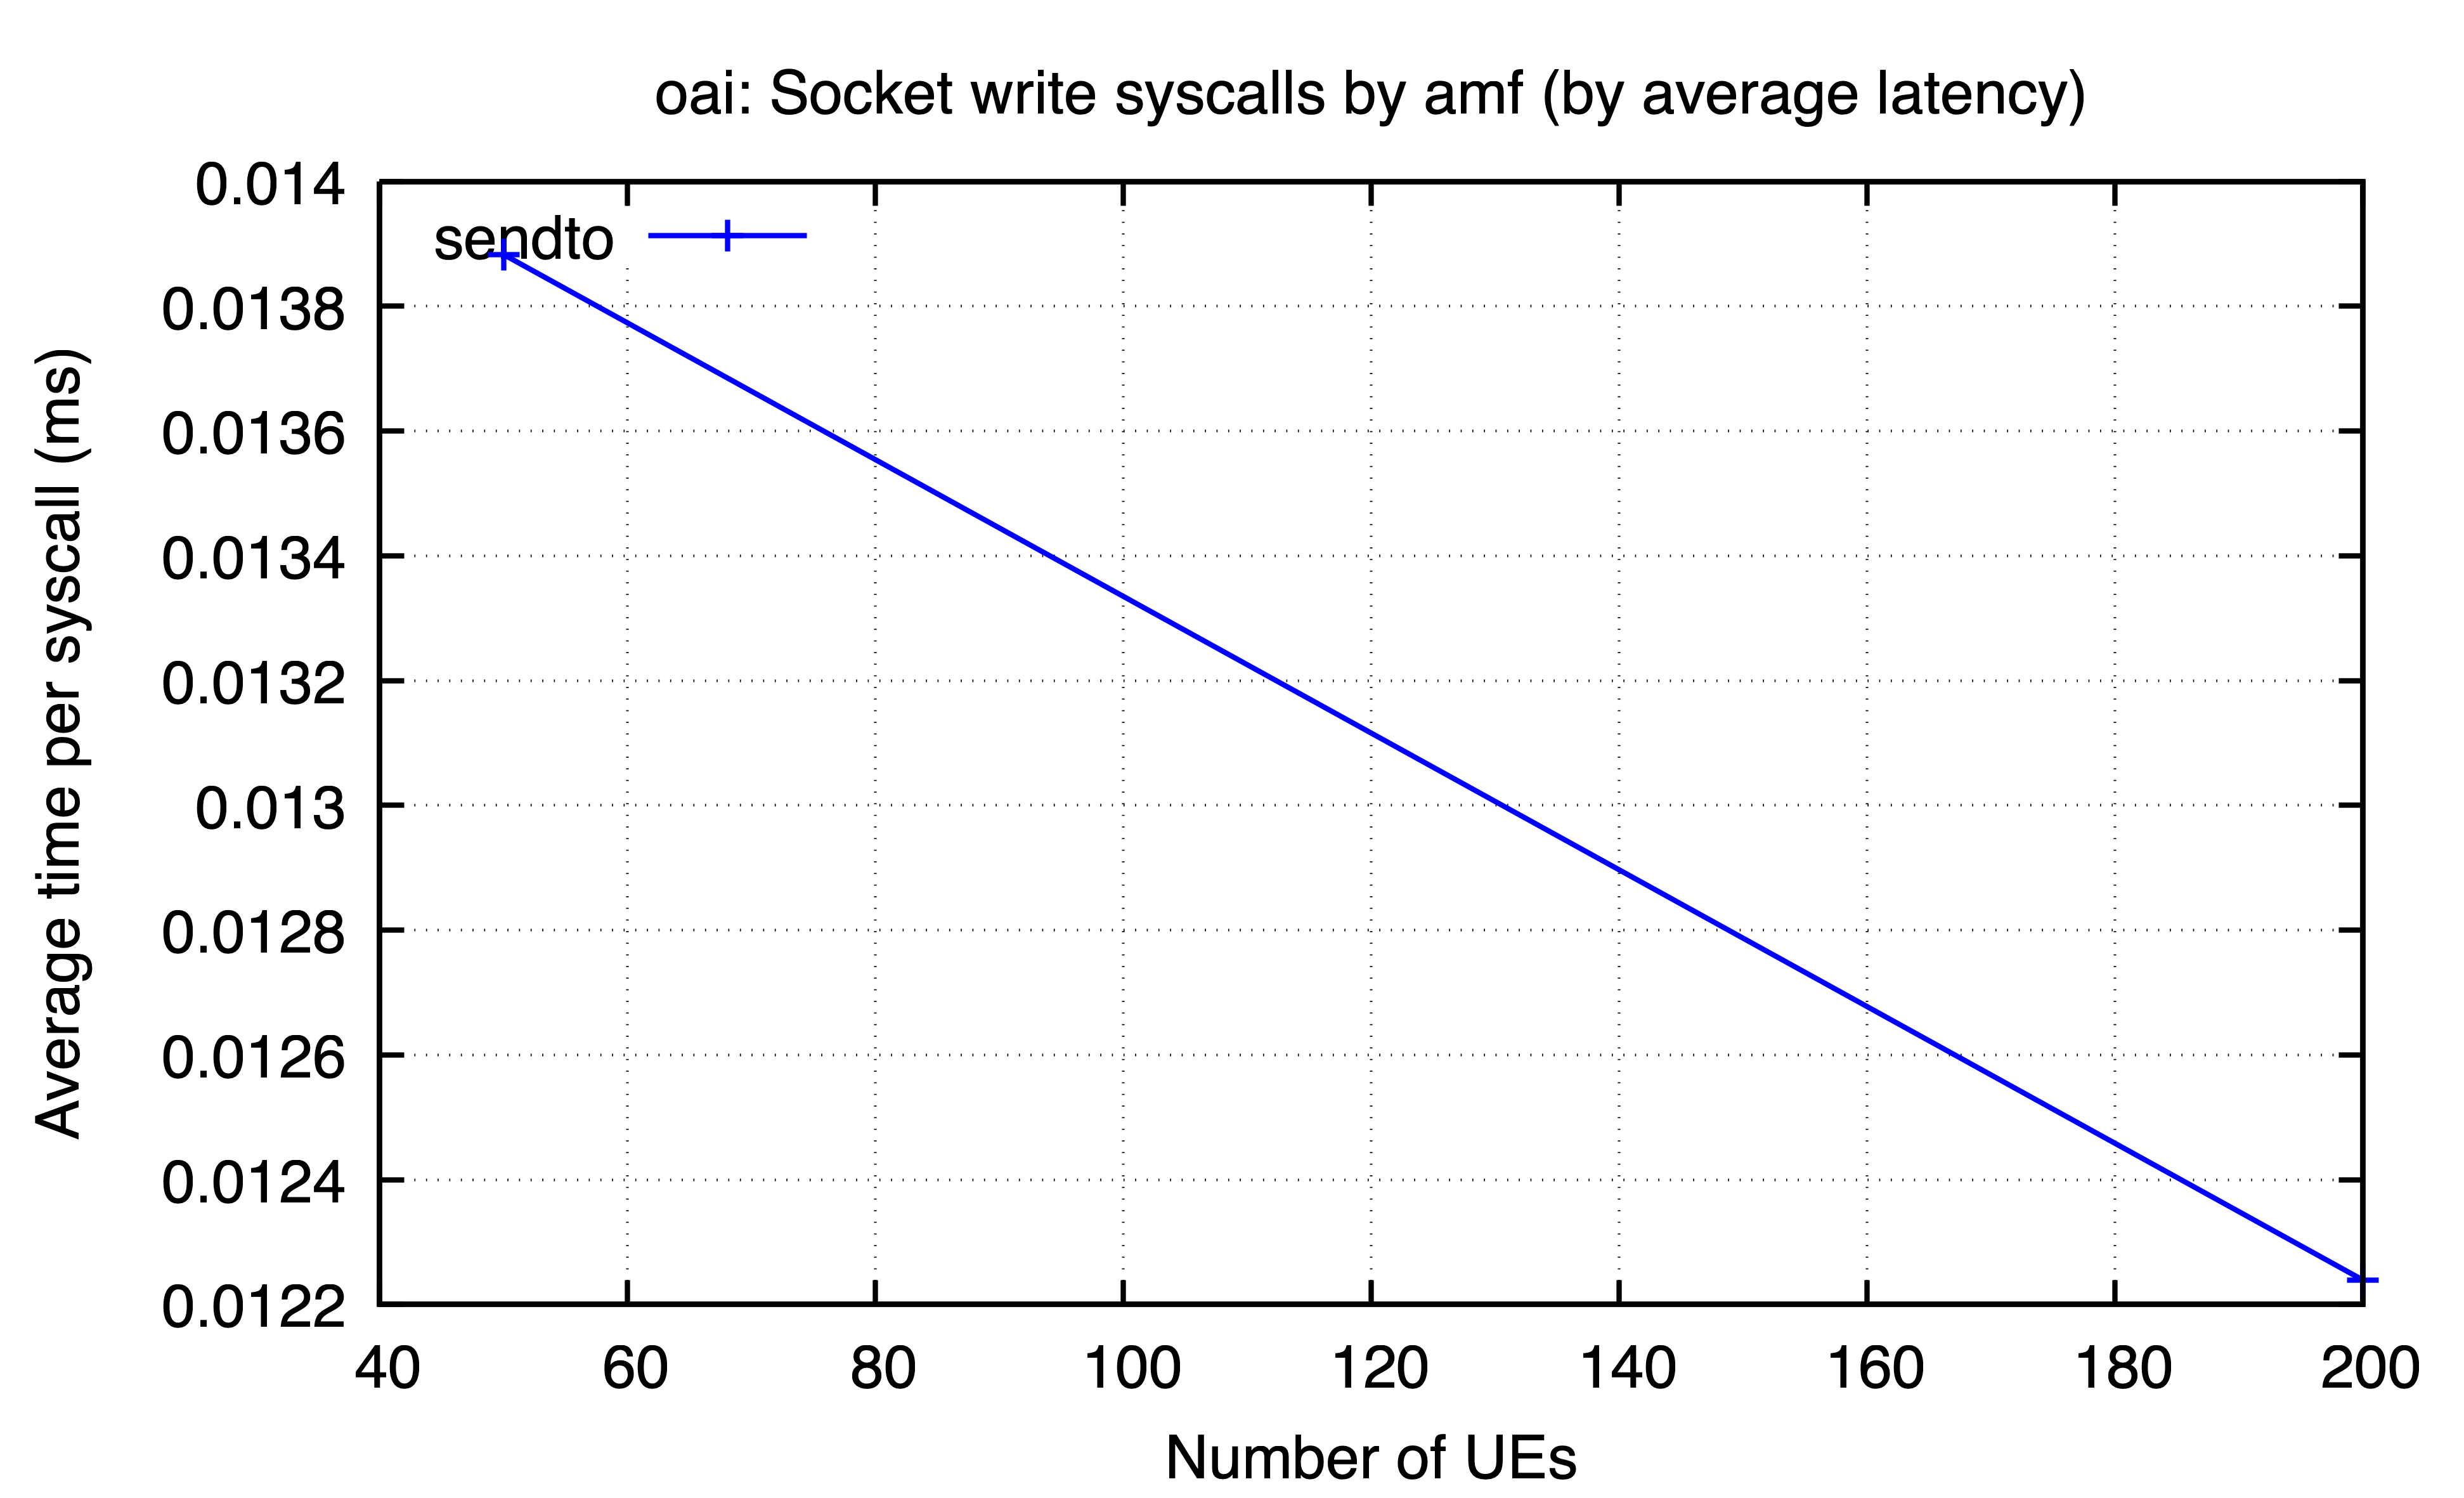 oai: Socket write syscalls by amf (by average latency)
0.014
sendto
0.0138
0.0136
0.0134
0.0132
0.013
0.0128
0.0126
0.0124
0.0122
Average time per syscall (ms)
40 60 80 100 120 140 160 180 200
Number of UEs